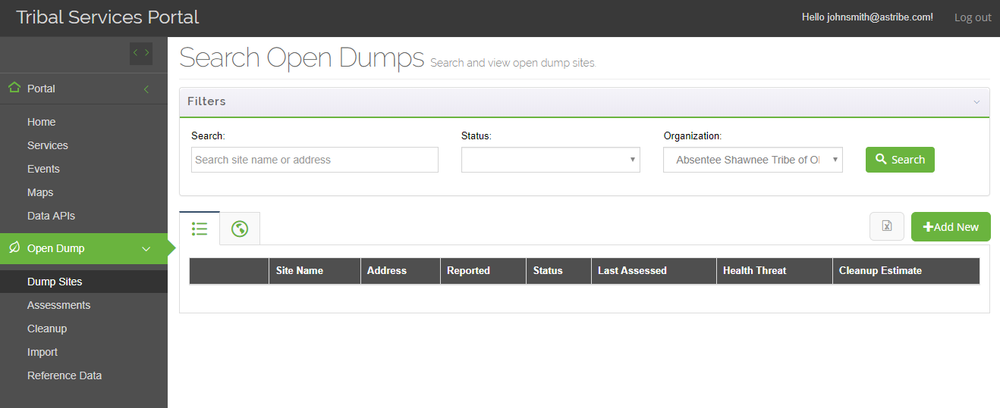 Tribal Services Portal
Hello johnsmith@astribe.com!
Log out
Portal
Home
Services
Events
Maps
Data APIs
Open Dump
Dump Sites
Assessments
Cleanup
Import
Reference Data
Search Open Dumps Search and view open dump sites.
Filters
Search: Status: Organization:
Search site name or address Absentee Shawnee Tribe of Ol Search
Add New
Site Name Address Reported Status Last Assessed Health Threat Cleanup Estimate